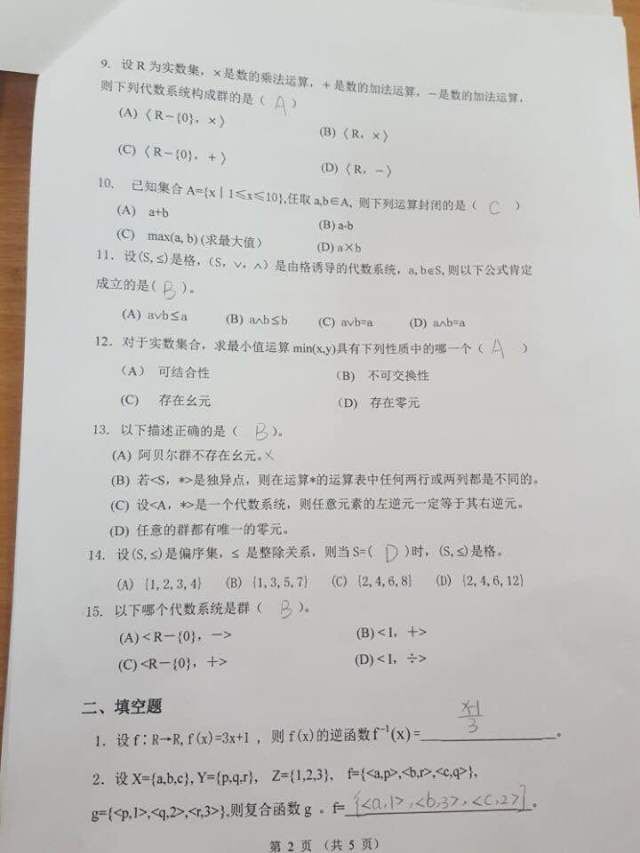 9. 设 R 为实数集，×是数的乘法运算，+是数的加法运算，-是数的加法运算，
则下列代数系统构成群的是（ A ）
(A)〈 R-{0}，×〉
(B)〈 R，×〉
(C)〈 R-{0}，+ 〉
(D)〈 R，-〉
10. 已知集合 A={x | 1≤x≤10},任取 a,b∈A, 则下列运算封闭的是（ C ）
(A) a+b
(B) a-b
(C) max(a, b) (求最大值）
(D) a×b
11. 设(S,≤)是格，(S，∨，∧）是由格诱导的代数系统，a,b∈S,则以下公式肯定
成立的是( B )。
(A) a∨b≤a (B) a∧b≤b (C) a∨b=a (D) a∧b=a
12. 对于实数集合，求最小值运算 min(x,y)具有下列性质中的哪一个（ A ）
（A） 可结合性 （B） 不可交换性
(C) 存在幺元 （D） 存在零元
13. 以下描述正确的是（ B )。
(A) 阿贝尔群不存在幺元。×
(B) 若<S，*>是独异点，则在运算*的运算表中任何两行或两列都是不同的。
(C) 设<A，*>是一个代数系统，则任意元素的左逆元一定等于其右逆元。
(D) 任意的群都有唯一的零元。
14. 设(S,≤)是偏序集，≤ 是整除关系，则当 S=( D )时，(S,≤)是格。
(A) {1,2,3,4} (B) {1,3,5,7} (C) {2,4,6,8} (D) {2,4,6,12}
15. 以下哪个代数系统是群（ B )。
(A) < R-{0}，-> (B) < I，+>
(C) <R-{0}，+> (D) < I，÷>
二、填空题
1. 设 f：R→R,f(x)=3x+1 ，则 f(x)的逆函数f⁻¹(x) = x-1/3 。
2. 设 X={a,b,c}, Y={p,q,r}, Z={1,2,3}, f={<a,p>,<b,r>,<c,q>},
g={<p,1>,<q,2>,<r,3>},则复合函数 g 。f= {<a,1>,<b,3>,<c,2>} 。
第 2 页 （共 5 页）